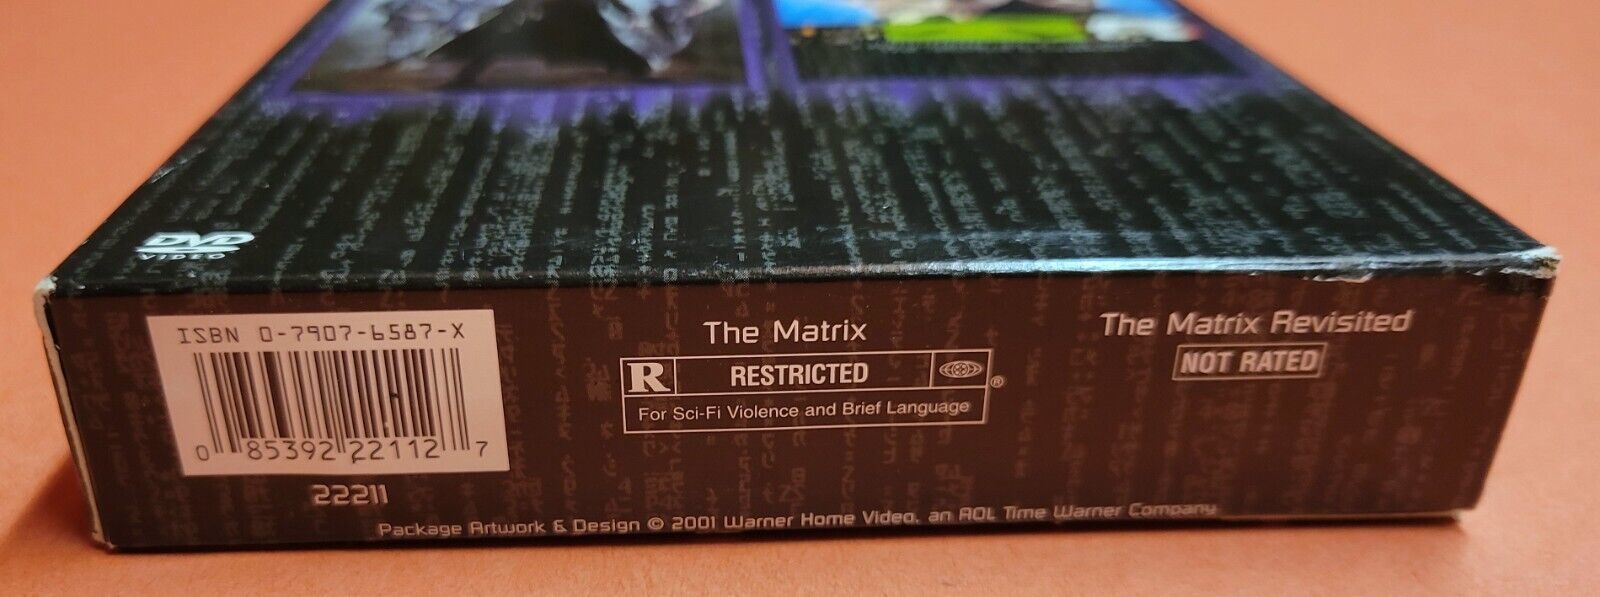 DVD
VIDEO
ISBN 0-7907-6587-X
0 85392 22112 7
22211
The Matrix
R RESTRICTED ®
For Sci-Fi Violence and Brief Language
The Matrix Revisited
NOT RATED
Package Artwork & Design © 2001 Warner Home Video, an AOL Time Warner Company